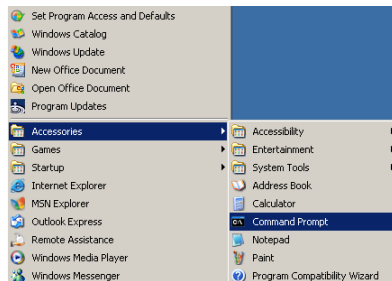 Set Program Access and Defaults
Windows Catalog
Windows Update
New Office Document
Open Office Document
Program Updates
Accessories
Games
Startup
Internet Explorer
MSN Explorer
Outlook Express
Remote Assistance
Windows Media Player
Windows Messenger
Accessibility
Entertainment
System Tools
Address Book
Calculator
Command Prompt
Notepad
Paint
Program Compatibility Wizard